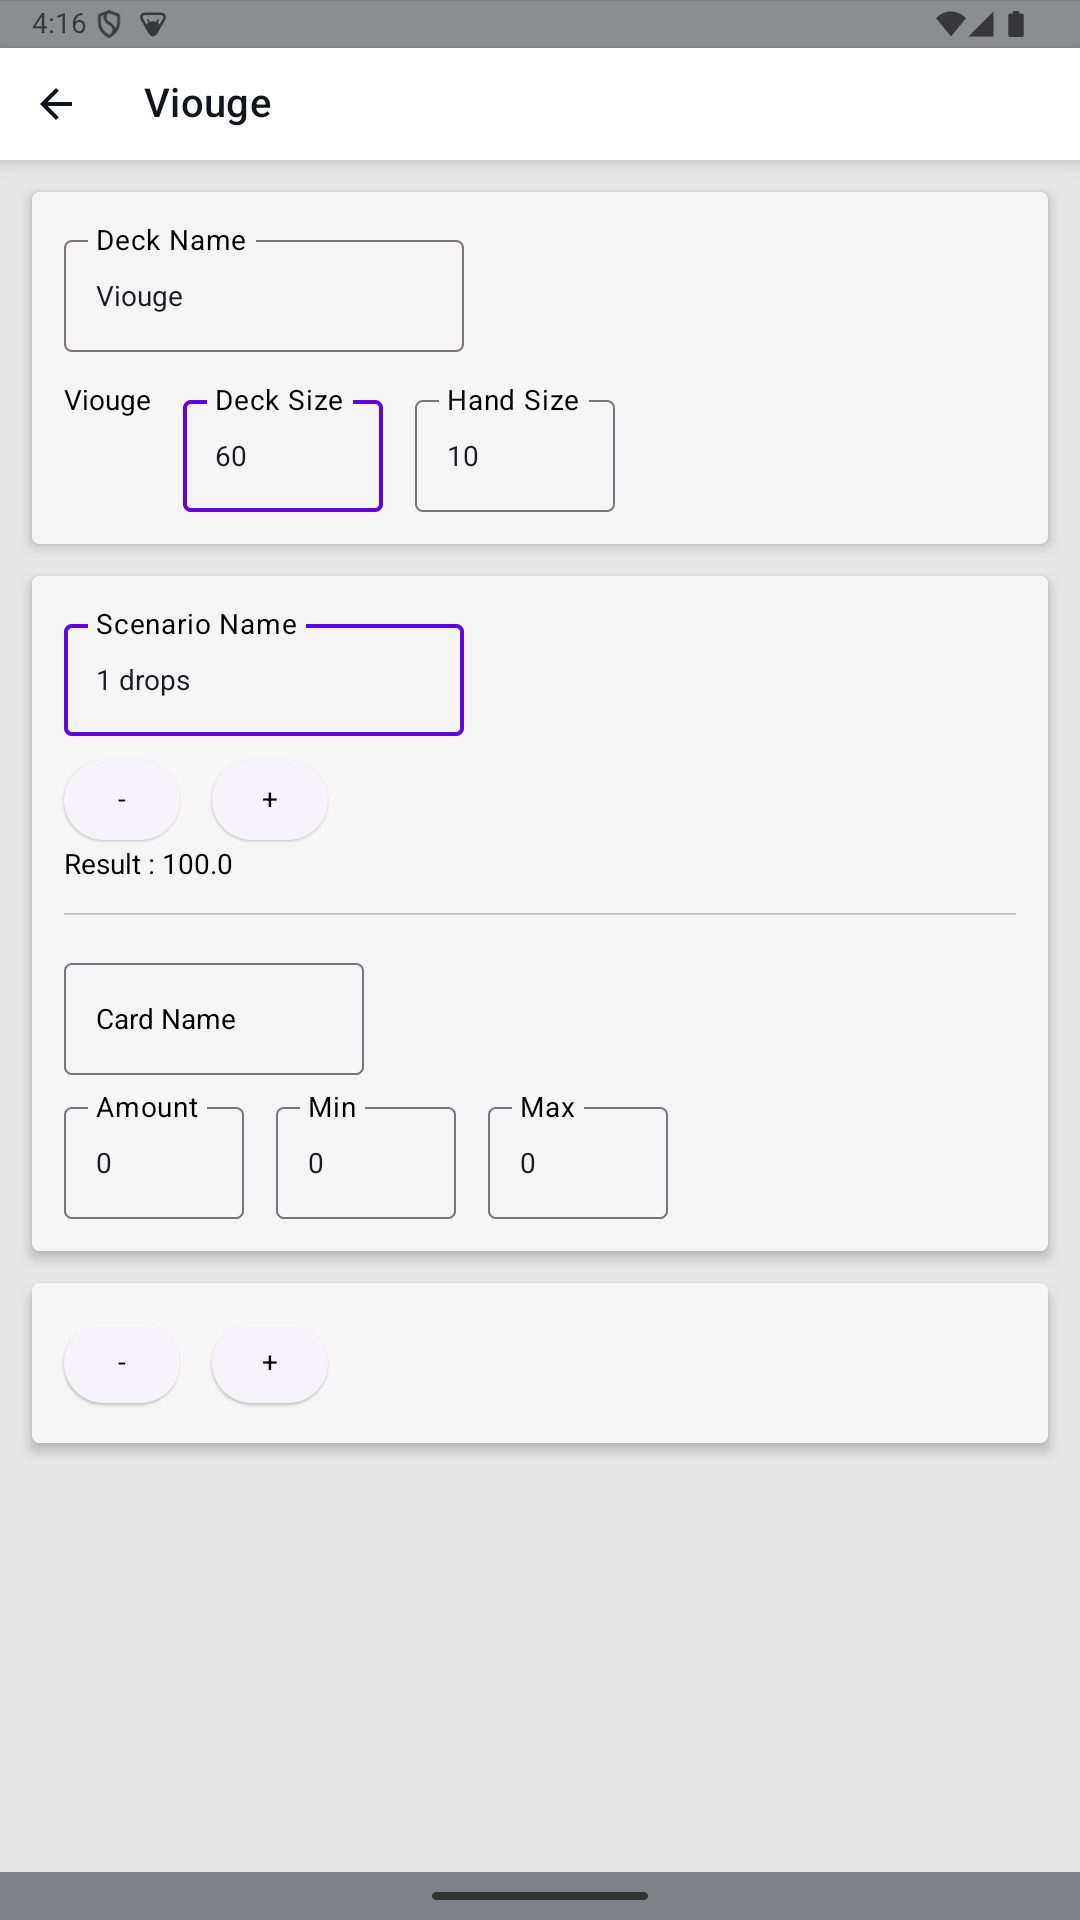 4:16
Viouge
Deck Name
Viouge
Viouge
Deck Size
60
Hand Size
10
Scenario Name
1 drops
- +
Result : 100.0
Card Name
Amount
0
Min
0
Max
0
- +